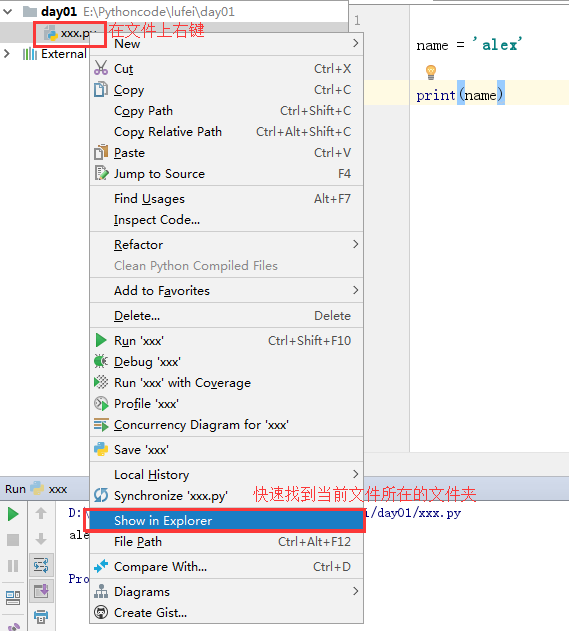 day01 E:\Pythoncode\lufei\day01
xxx.py 在文件上右键
External
1
name = 'alex'
print(name)
New
Cut Ctrl+X
Copy Ctrl+C
Copy Path Ctrl+Shift+C
Copy Relative Path Ctrl+Alt+Shift+C
Paste Ctrl+V
Jump to Source F4
Find Usages Alt+F7
Inspect Code...
Refactor
Clean Python Compiled Files
Add to Favorites
Delete... Delete
Run 'xxx' Ctrl+Shift+F10
Debug 'xxx'
Run 'xxx' with Coverage
Profile 'xxx'
Concurrency Diagram for 'xxx'
Save 'xxx'
Local History
Synchronize 'xxx.py' 快速找到当前文件所在的文件夹
Show in Explorer
File Path Ctrl+Alt+F12
Compare With... Ctrl+D
Diagrams
Create Gist...
Run xxx
D:\ i/day01/xxx.py
ale
Pro